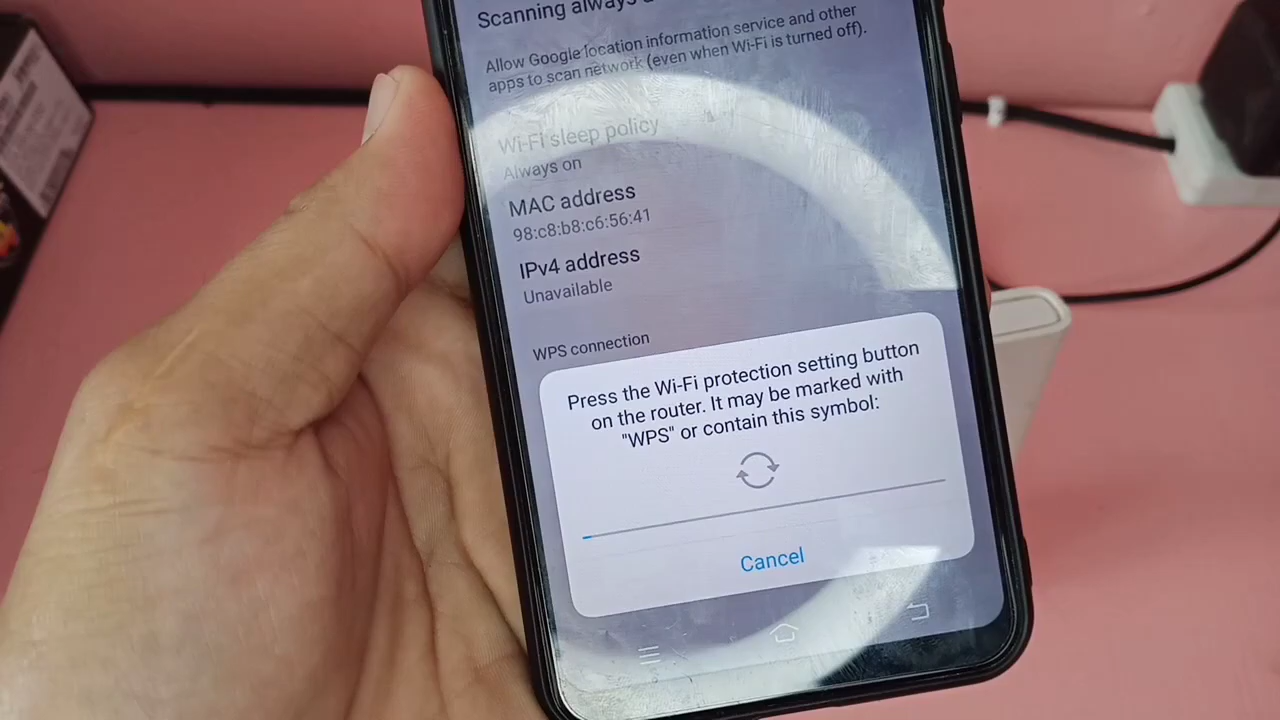 Scanning always
Allow Google location information service and other
apps to scan network (even when Wi-Fi is turned off).
Wi-Fi sleep policy
Always on
MAC address
98:c8:b8:c6:56:41
IPv4 address
Unavailable
WPS connection
Press the Wi-Fi protection setting button
on the router. It may be marked with
"WPS" or contain this symbol:
Cancel